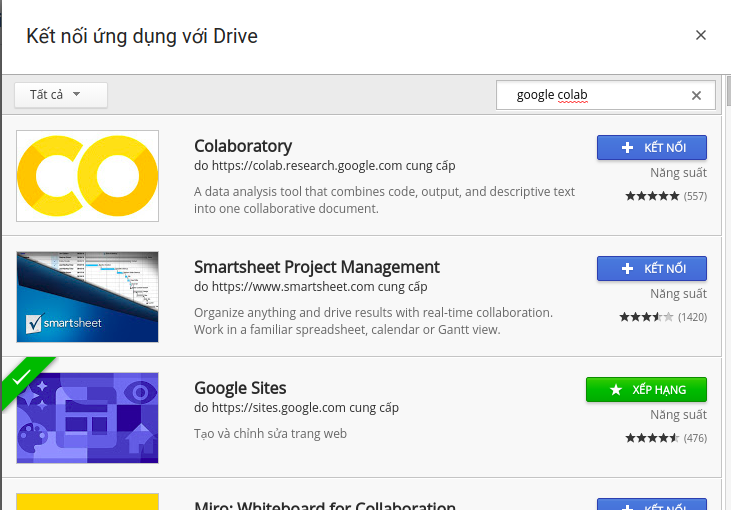 Kết nối ứng dụng với Drive
Tất cả
google colab
Colaboratory
do https://colab.research.google.com cung cấp
A data analysis tool that combines code, output, and descriptive text
into one collaborative document.
KẾT NỐI
Năng suất
(557)
smartsheet
Smartsheet Project Management
do https://www.smartsheet.com cung cấp
Organize anything and drive results with real-time collaboration.
Work in a familiar spreadsheet, calendar or Gantt view.
KẾT NỐI
Năng suất
(1420)
Google Sites
do https://sites.google.com cung cấp
Tạo và chỉnh sửa trang web
XẾP HẠNG
Năng suất
(476)
Miro: Whiteboard for Collaboration
KẾT NỐI